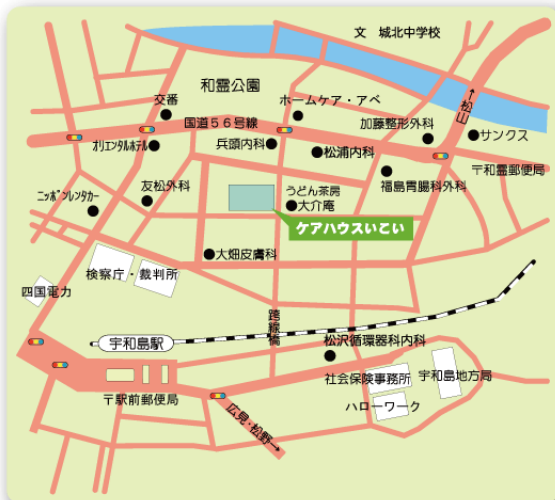 文 城北中学校
和霊公園
交番
ホームケア・アベ
→松山
国道56号線
加藤整形外科
サンクス
オリエンタルホテル
兵頭内科
松浦内科
〒和霊郵便局
福島胃腸科外科
ニッポンレンタカー
友松外科
うどん茶房
大介庵
ケアハウスいこい
大畑皮膚科
検察庁・裁判所
四国電力
跨線橋
宇和島駅
松沢循環器科内科
社会保険事務所
宇和島地方局
〒駅前郵便局
ハローワーク
広見・松野→